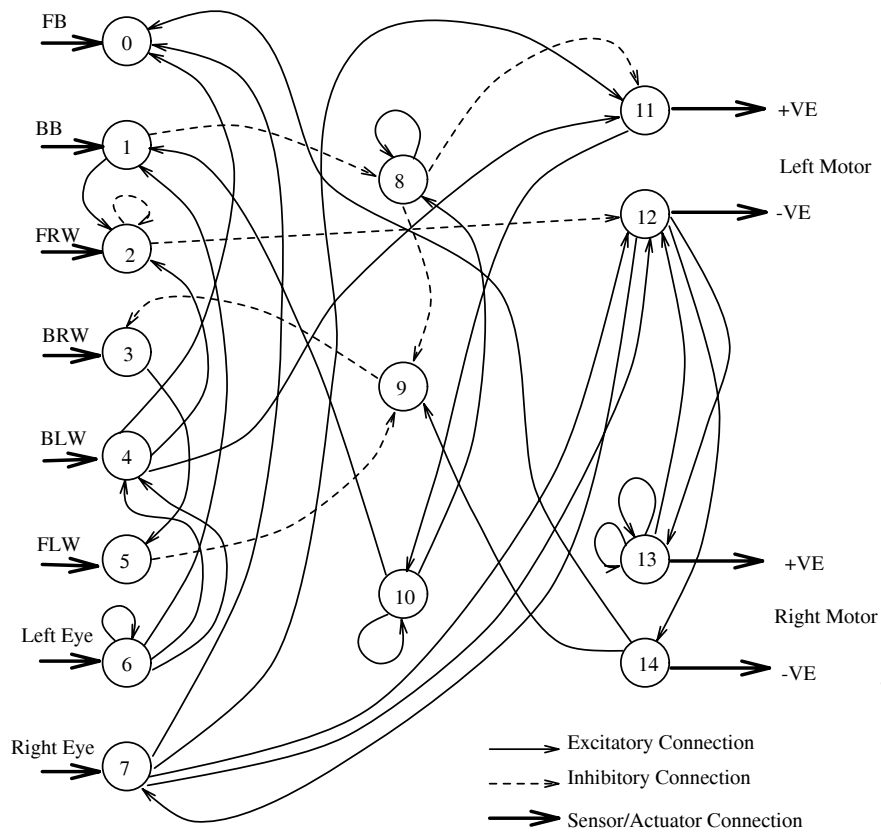 FB
0
BB
1
8
11
+VE
Left Motor
12
-VE
FRW
2
BRW
3
9
BLW
4
FLW
5
10
13
+VE
Right Motor
Left Eye
6
14
-VE
Right Eye
7
Excitatory Connection
Inhibitory Connection
Sensor/Actuator Connection